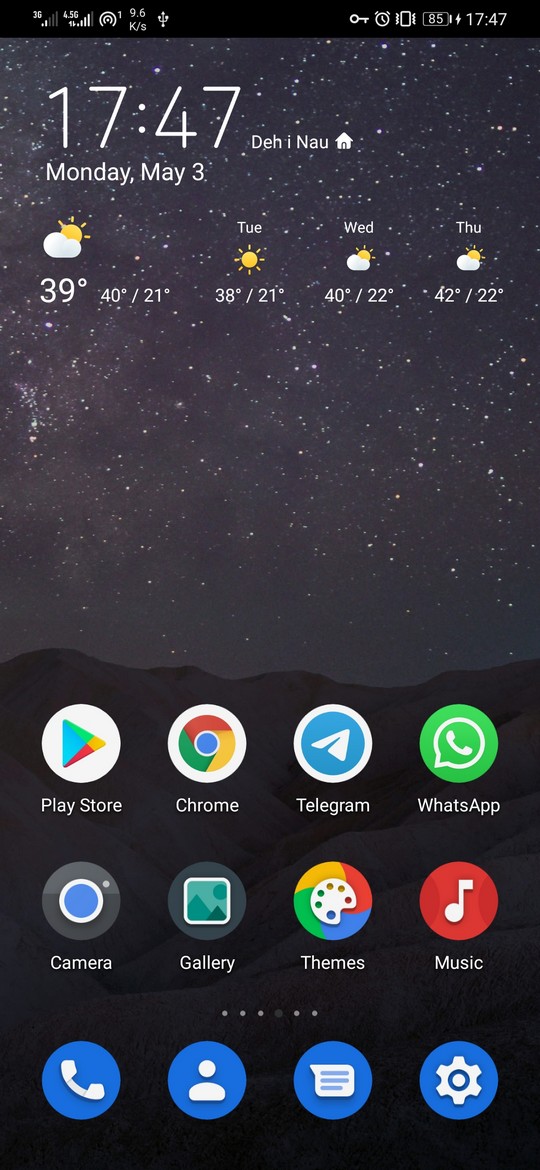 3G 4.5G 1 9.6 K/s 85 17:47
17:47 Deh i Nau
Monday, May 3
Tue Wed Thu
39° 40° / 21° 38° / 21° 40° / 22° 42° / 22°
Play Store Chrome Telegram WhatsApp
Camera Gallery Themes Music